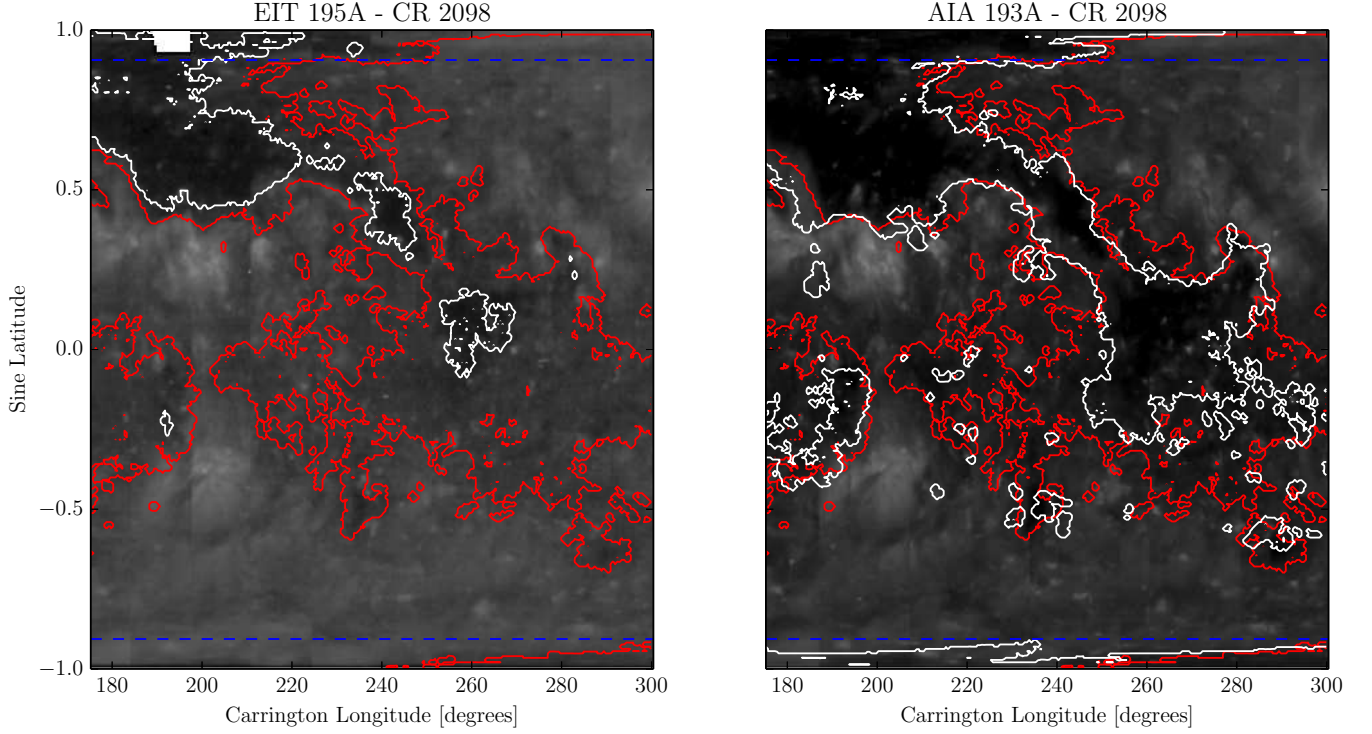 EIT 195A - CR 2098
AIA 193A - CR 2098
1.0
0.5
0.0
−0.5
−1.0
Sine Latitude
180 200 220 240 260 280 300
180 200 220 240 260 280 300
Carrington Longitude [degrees]
Carrington Longitude [degrees]